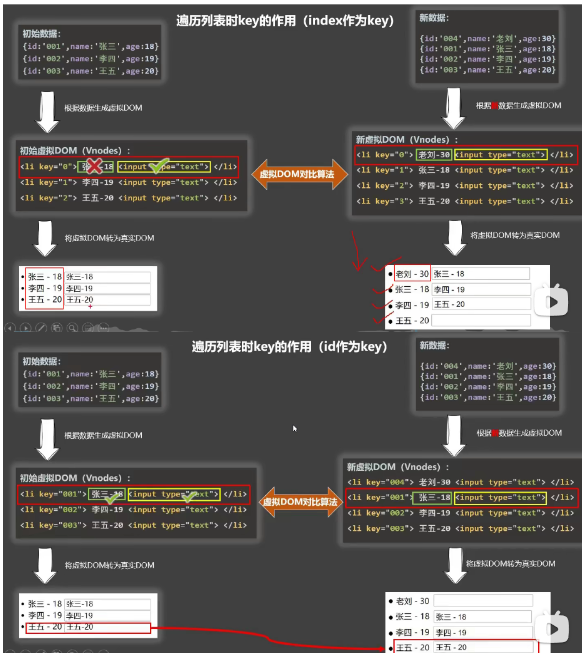 遍历列表时key的作用（index作为key）
初始数据：
{id:'001',name:'张三',age:18}
{id:'002',name:'李四',age:19}
{id:'003',name:'王五',age:20}
新数据：
{id:'004',name:'老刘',age:30}
{id:'001',name:'张三',age:18}
{id:'002',name:'李四',age:19}
{id:'003',name:'王五',age:20}
根据数据生成虚拟DOM
根据 数据生成虚拟DOM
初始虚拟DOM（Vnodes）：
<li key="0"> 张三-18 <input type="text"> </li>
<li key="1"> 李四-19 <input type="text"> </li>
<li key="2"> 王五-20 <input type="text"> </li>
虚拟DOM对比算法
新虚拟DOM（Vnodes）：
<li key="0"> 老刘-30 <input type="text"> </li>
<li key="1"> 张三-18 <input type="text"> </li>
<li key="2"> 李四-19 <input type="text"> </li>
<li key="3"> 王五-20 <input type="text"> </li>
将虚拟DOM转为真实DOM
将虚拟DOM转为真实DOM
张三 - 18 张三-18
李四 - 19 李四-19
王五 - 20 王五-20
老刘 - 30 张三 - 18
张三 - 18 李四 - 19
李四 - 19 王五 - 20
王五 - 20
遍历列表时key的作用（id作为key）
初始数据：
{id:'001',name:'张三',age:18}
{id:'002',name:'李四',age:19}
{id:'003',name:'王五',age:20}
新数据：
{id:'004',name:'老刘',age:30}
{id:'001',name:'张三',age:18}
{id:'002',name:'李四',age:19}
{id:'003',name:'王五',age:20}
根据数据生成虚拟DOM
根据 数据生成虚拟DOM
初始虚拟DOM（Vnodes）：
<li key="001"> 张三-18 <input type="text"> </li>
<li key="002"> 李四-19 <input type="text"> </li>
<li key="003"> 王五-20 <input type="text"> </li>
虚拟DOM对比算法
新虚拟DOM（Vnodes）：
<li key="004"> 老刘-30 <input type="text"> </li>
<li key="001"> 张三-18 <input type="text"> </li>
<li key="002"> 李四-19 <input type="text"> </li>
<li key="003"> 王五-20 <input type="text"> </li>
将虚拟DOM转为真实DOM
将虚拟DOM转为真实DOM
张三 - 18 张三-18
李四 - 19 李四-19
王五 - 20 王五-20
老刘 - 30
张三 - 18 张三 - 18
李四 - 19 李四 - 19
王五 - 20 王五 - 20